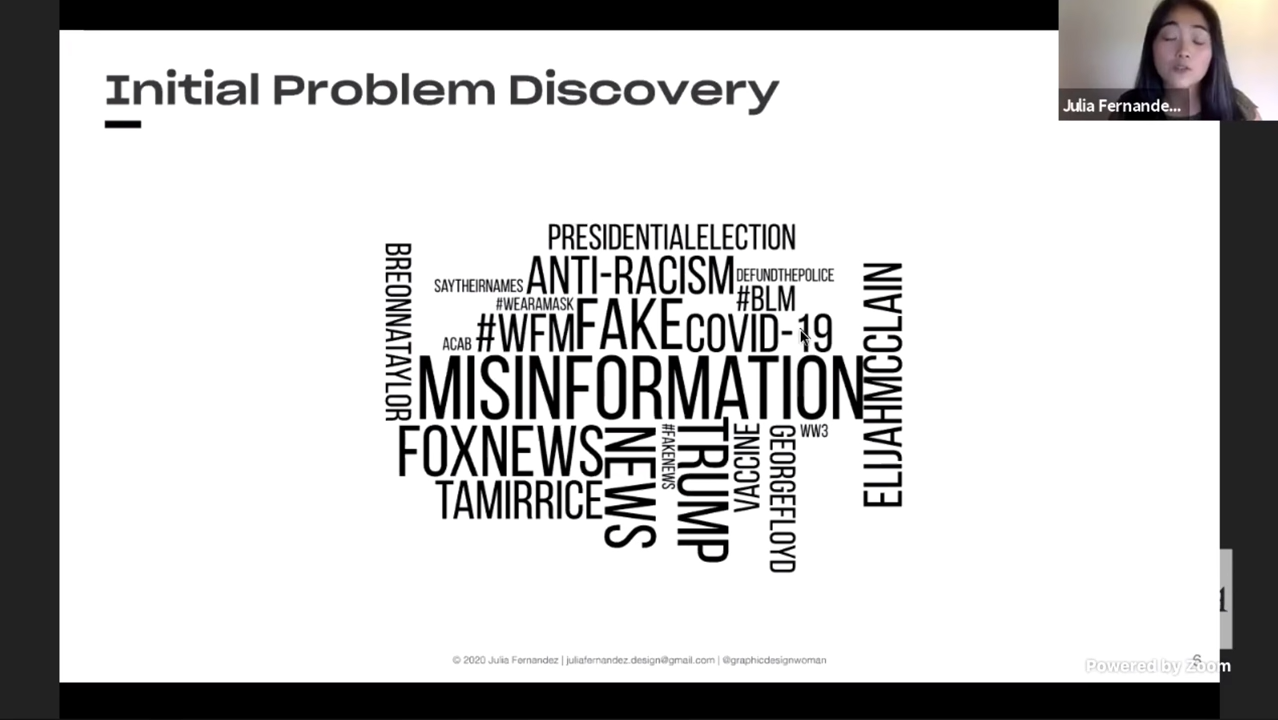 Initial Problem Discovery
Julia Fernande...
PRESIDENTIALELECTION
BREONNATAYLOR
SAYTHEIRNAMES
ANTI-RACISM
DEFUNDTHEPOLICE
#WEARAMASK
#BLM
ELIJAHMCCLAIN
ACAB
#WFM
FAKE
COVID-19
MISINFORMATION
FOXNEWS
NEWS
#FAKENEWS
TRUMP
VACCINE
GEORGEFLOYD
WW3
TAMIRRICE
© 2020 Julia Fernandez | juliafernandez.design@gmail.com | @graphicdesignwoman
6
Powered by Zoom